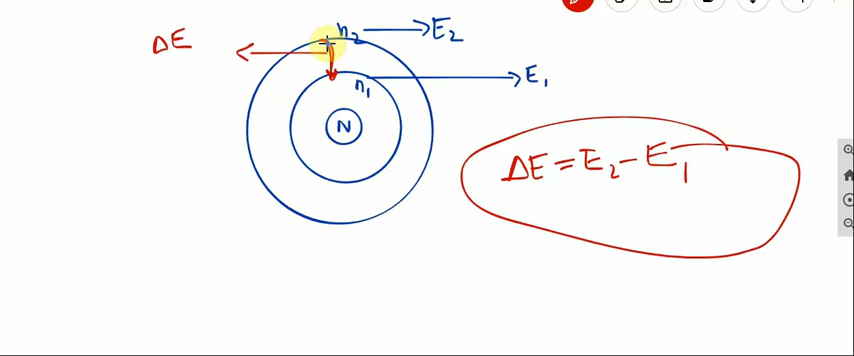 n₂ E₂
ΔE
n₁ E₁
N
ΔE = E₂ - E₁